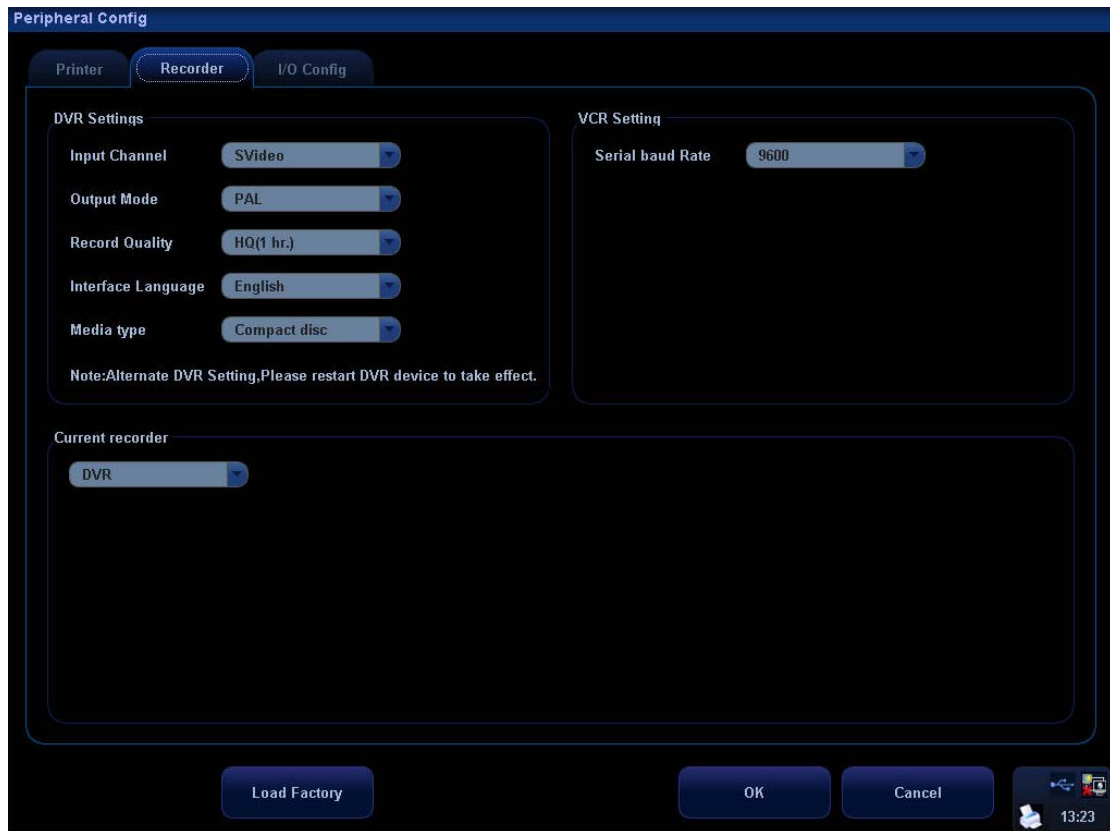 Peripheral Config
Printer
Recorder
I/O Config
DVR Settings
Input Channel SVideo
Output Mode PAL
Record Quality HQ(1 hr.)
Interface Language English
Media type Compact disc
Note:Alternate DVR Setting,Please restart DVR device to take effect.
VCR Setting
Serial baud Rate 9600
Current recorder
DVR
Load Factory
OK
Cancel
13:23